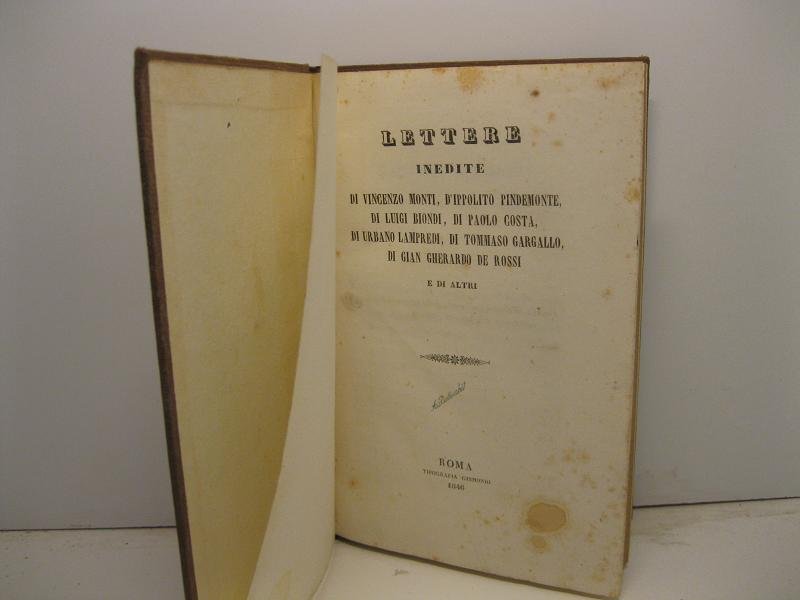 LETTERE
INEDITE
DI VINCENZO MONTI, D'IPPOLITO PINDEMONTE,
DI LUIGI BIONDI, DI PAOLO COSTA,
DI URBANO LAMPREDI, DI TOMMASO GARGALLO,
DI GIAN GHERARDO DE ROSSI
E DI ALTRI
ROMA
TIPOGRAFIA GISMONDI
1846